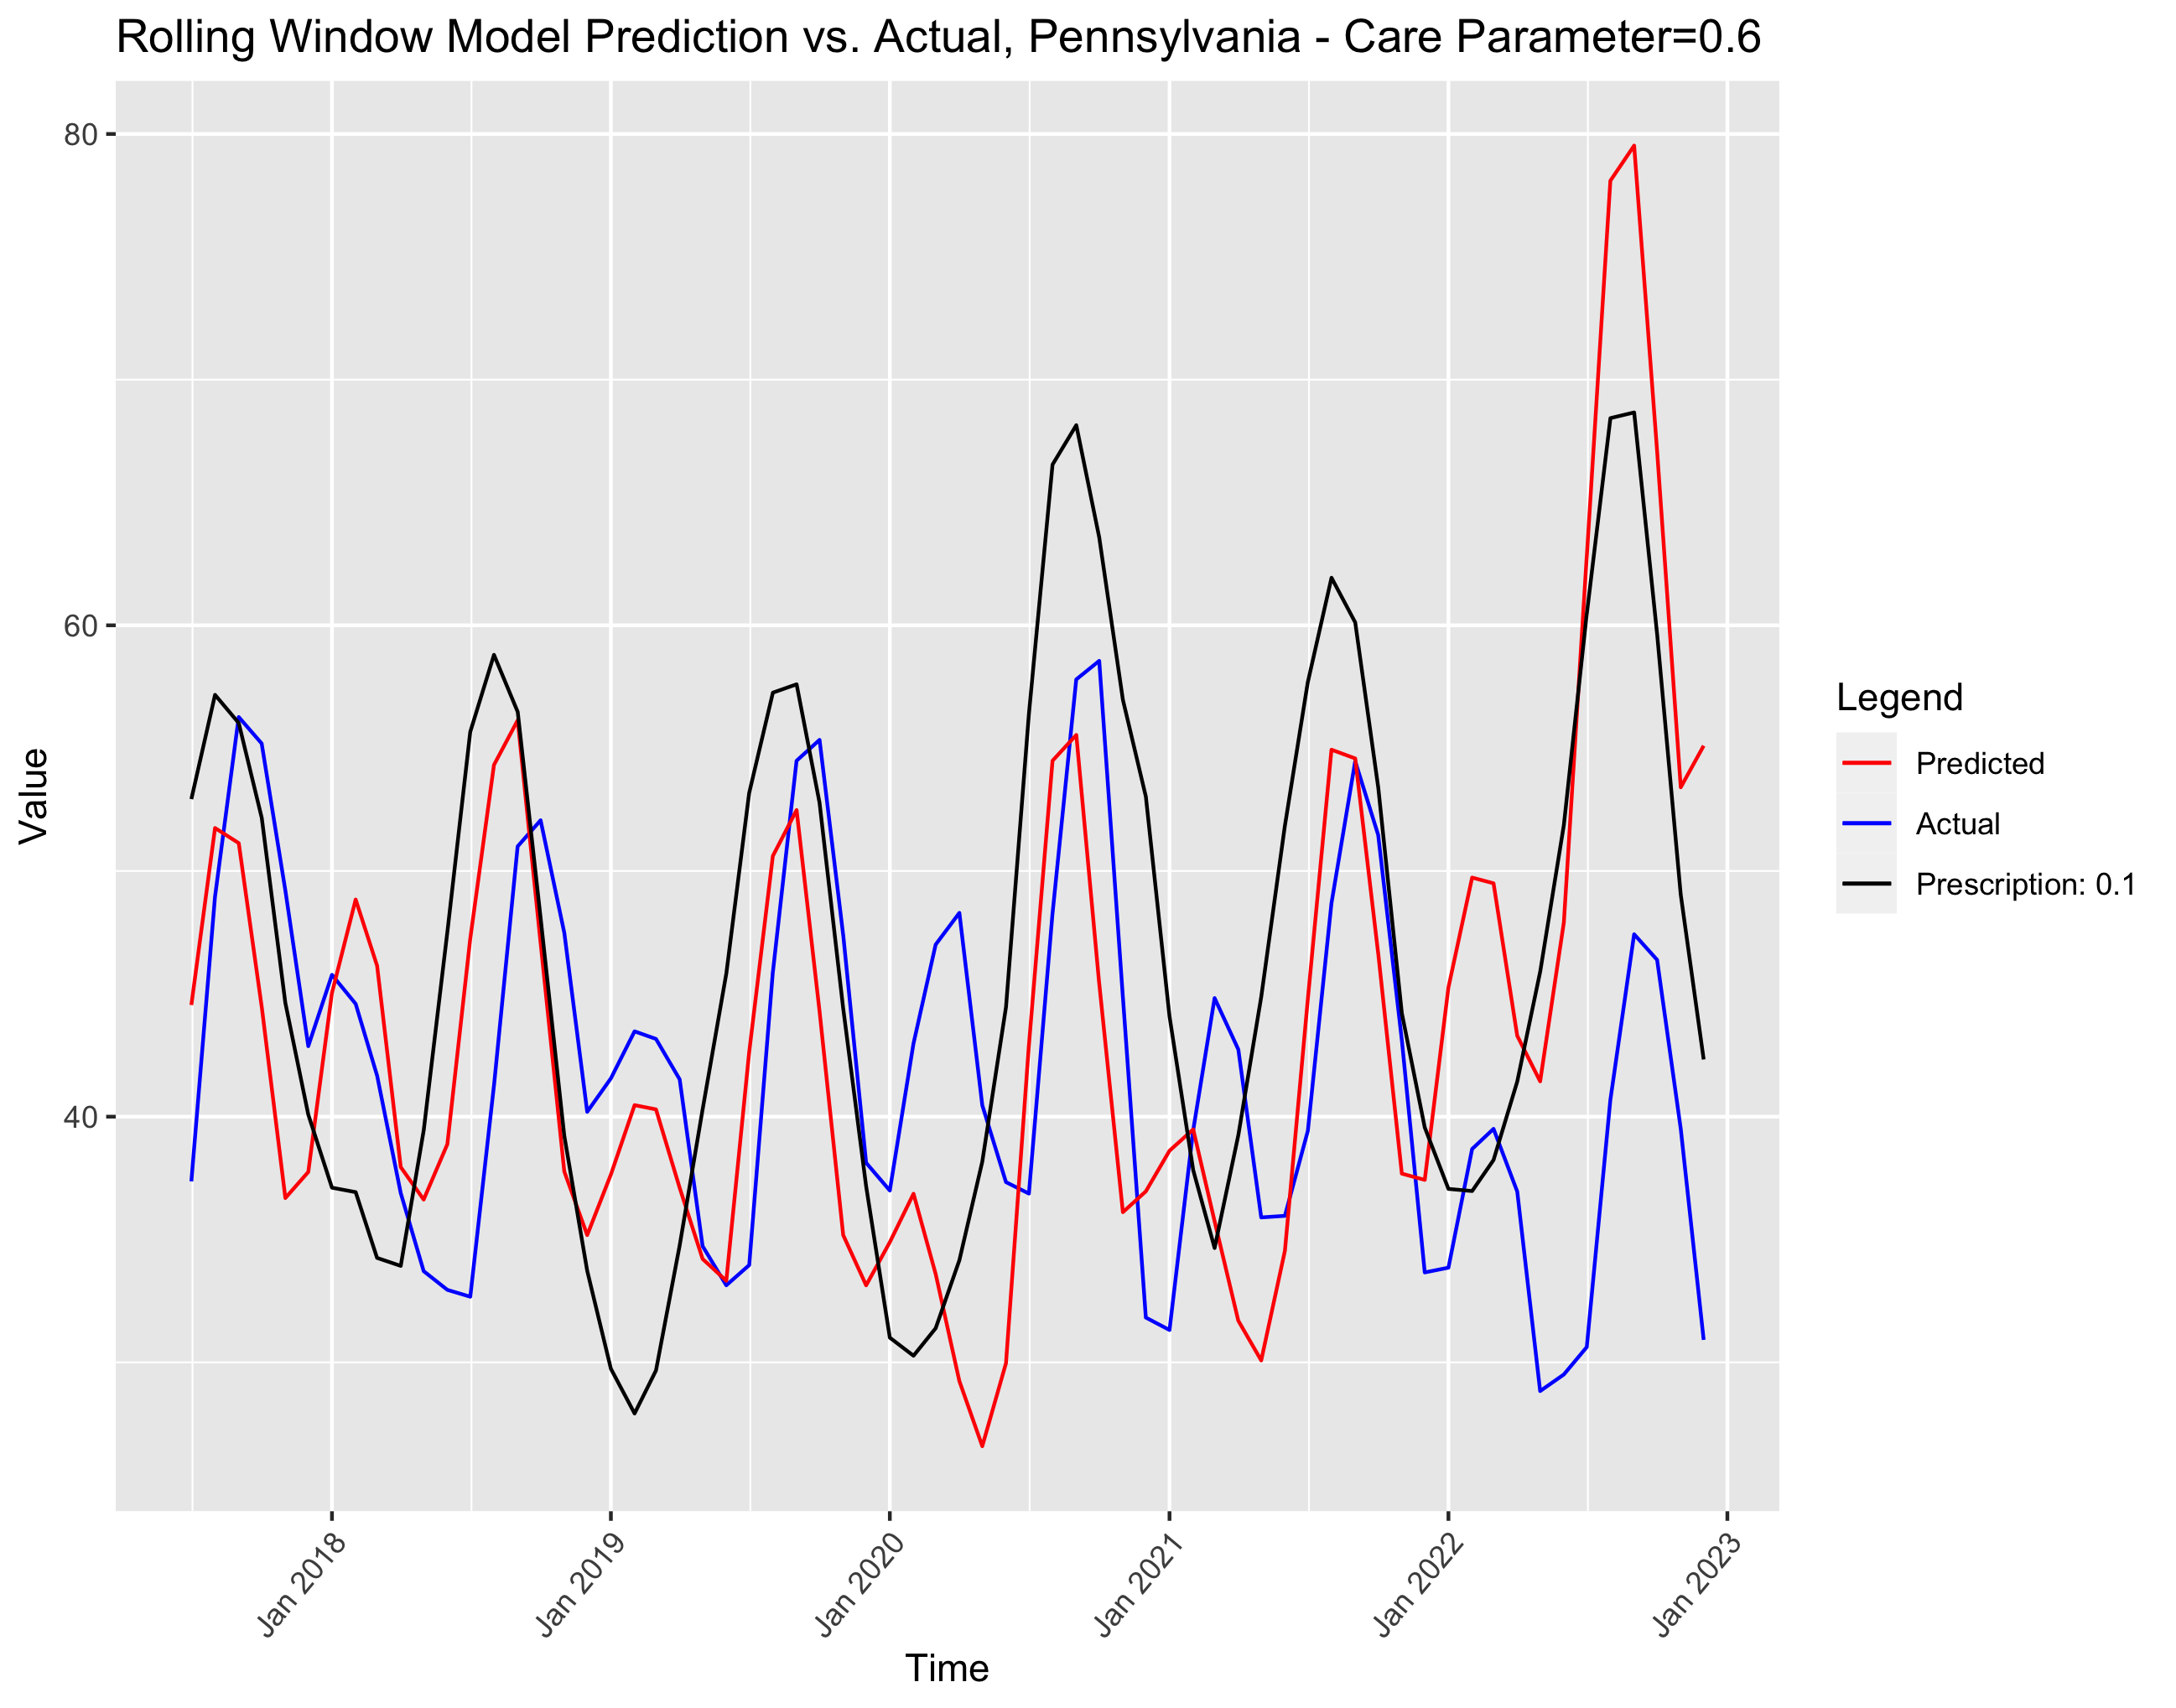 Rolling Window Model Prediction vs. Actual, Pennsylvania - Care Parameter=0.6
80
60
40
Value
Jan 2018
Jan 2019
Jan 2020
Jan 2021
Jan 2022
Jan 2023
Time
Legend
Predicted
Actual
Prescription: 0.1